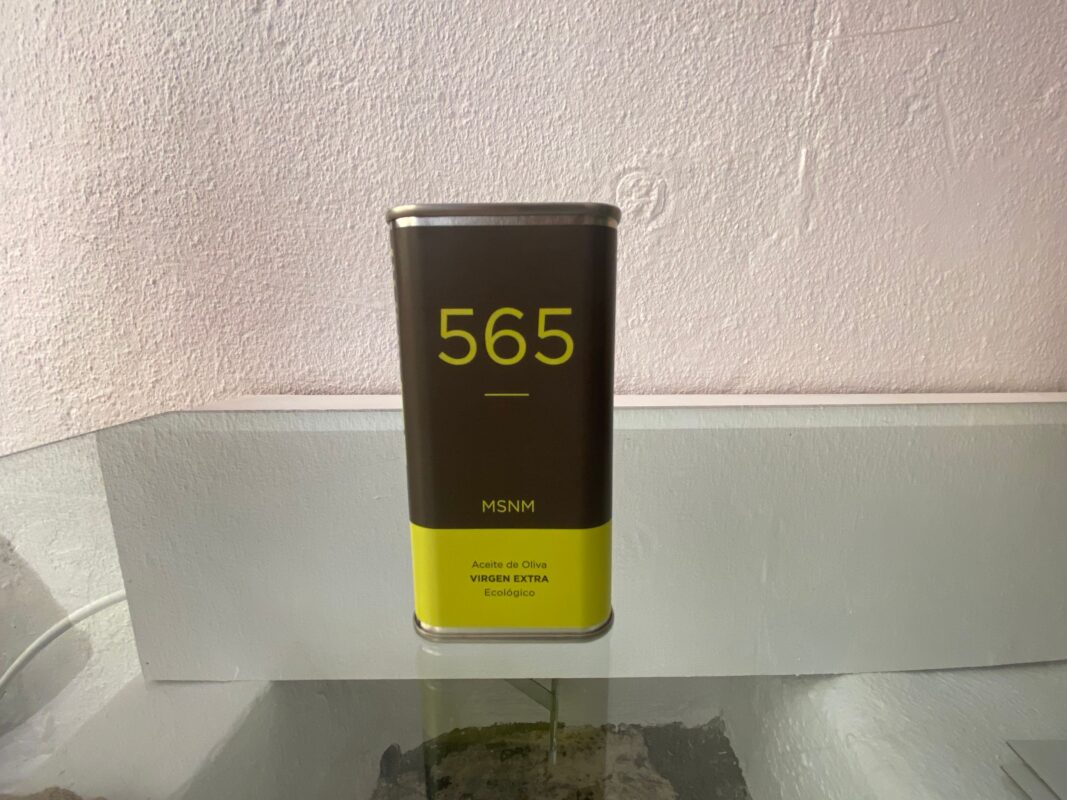 565
MSNM
Aceite de Oliva
VIRGEN EXTRA
Ecológico